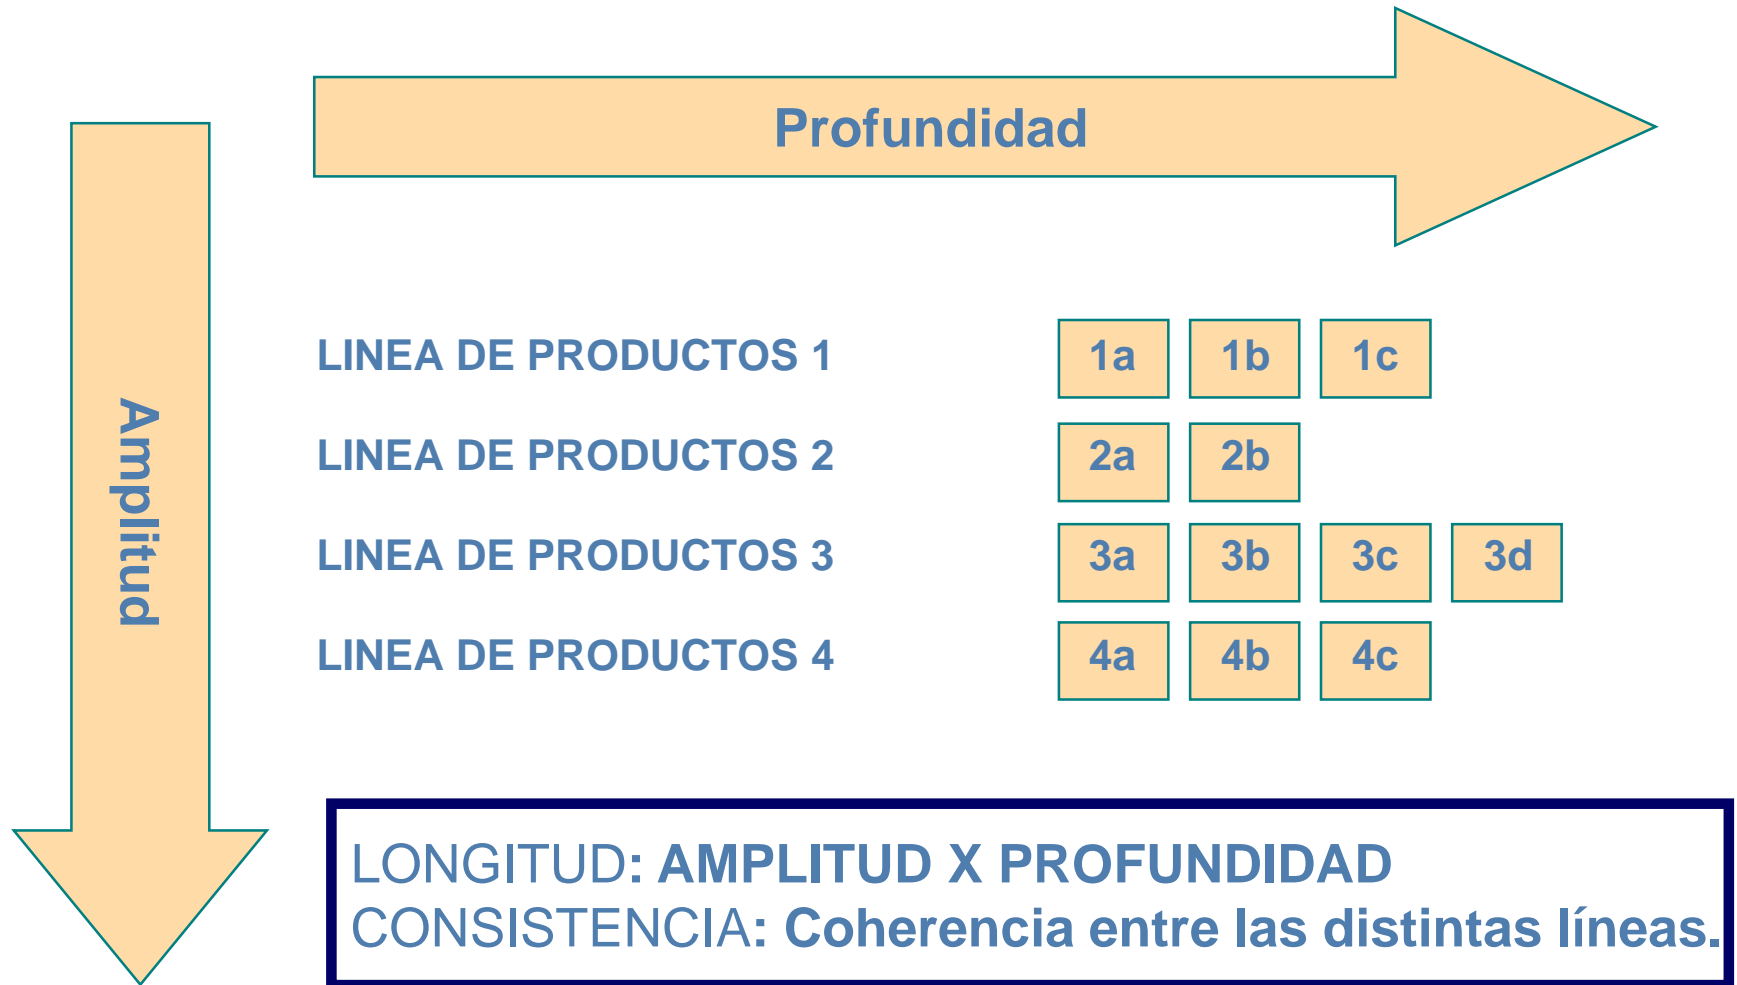 Profundidad
Amplitud
LINEA DE PRODUCTOS 1 1a 1b 1c
LINEA DE PRODUCTOS 2 2a 2b
LINEA DE PRODUCTOS 3 3a 3b 3c 3d
LINEA DE PRODUCTOS 4 4a 4b 4c
LONGITUD: AMPLITUD X PROFUNDIDAD
CONSISTENCIA: Coherencia entre las distintas líneas.